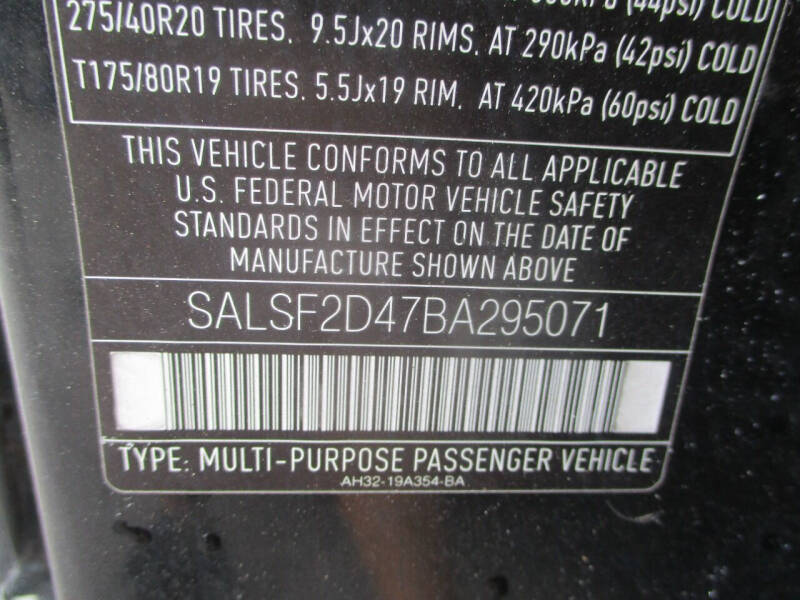 (44psi) COLD
275/40R20 TIRES. 9.5Jx20 RIMS. AT 290kPa (42psi) COLD
T175/80R19 TIRES. 5.5Jx19 RIM. AT 420kPa (60psi) COLD
THIS VEHICLE CONFORMS TO ALL APPLICABLE
U.S. FEDERAL MOTOR VEHICLE SAFETY
STANDARDS IN EFFECT ON THE DATE OF
MANUFACTURE SHOWN ABOVE
SALSF2D47BA295071
TYPE: MULTI-PURPOSE PASSENGER VEHICLE
AH32-19A354-BA